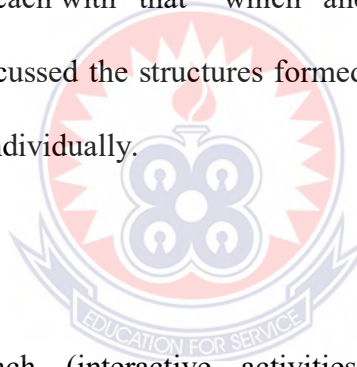 each with that which and
cussed the structures formed
ndividually.
EDUCATION FOR SERVICE
ach (interactive activities